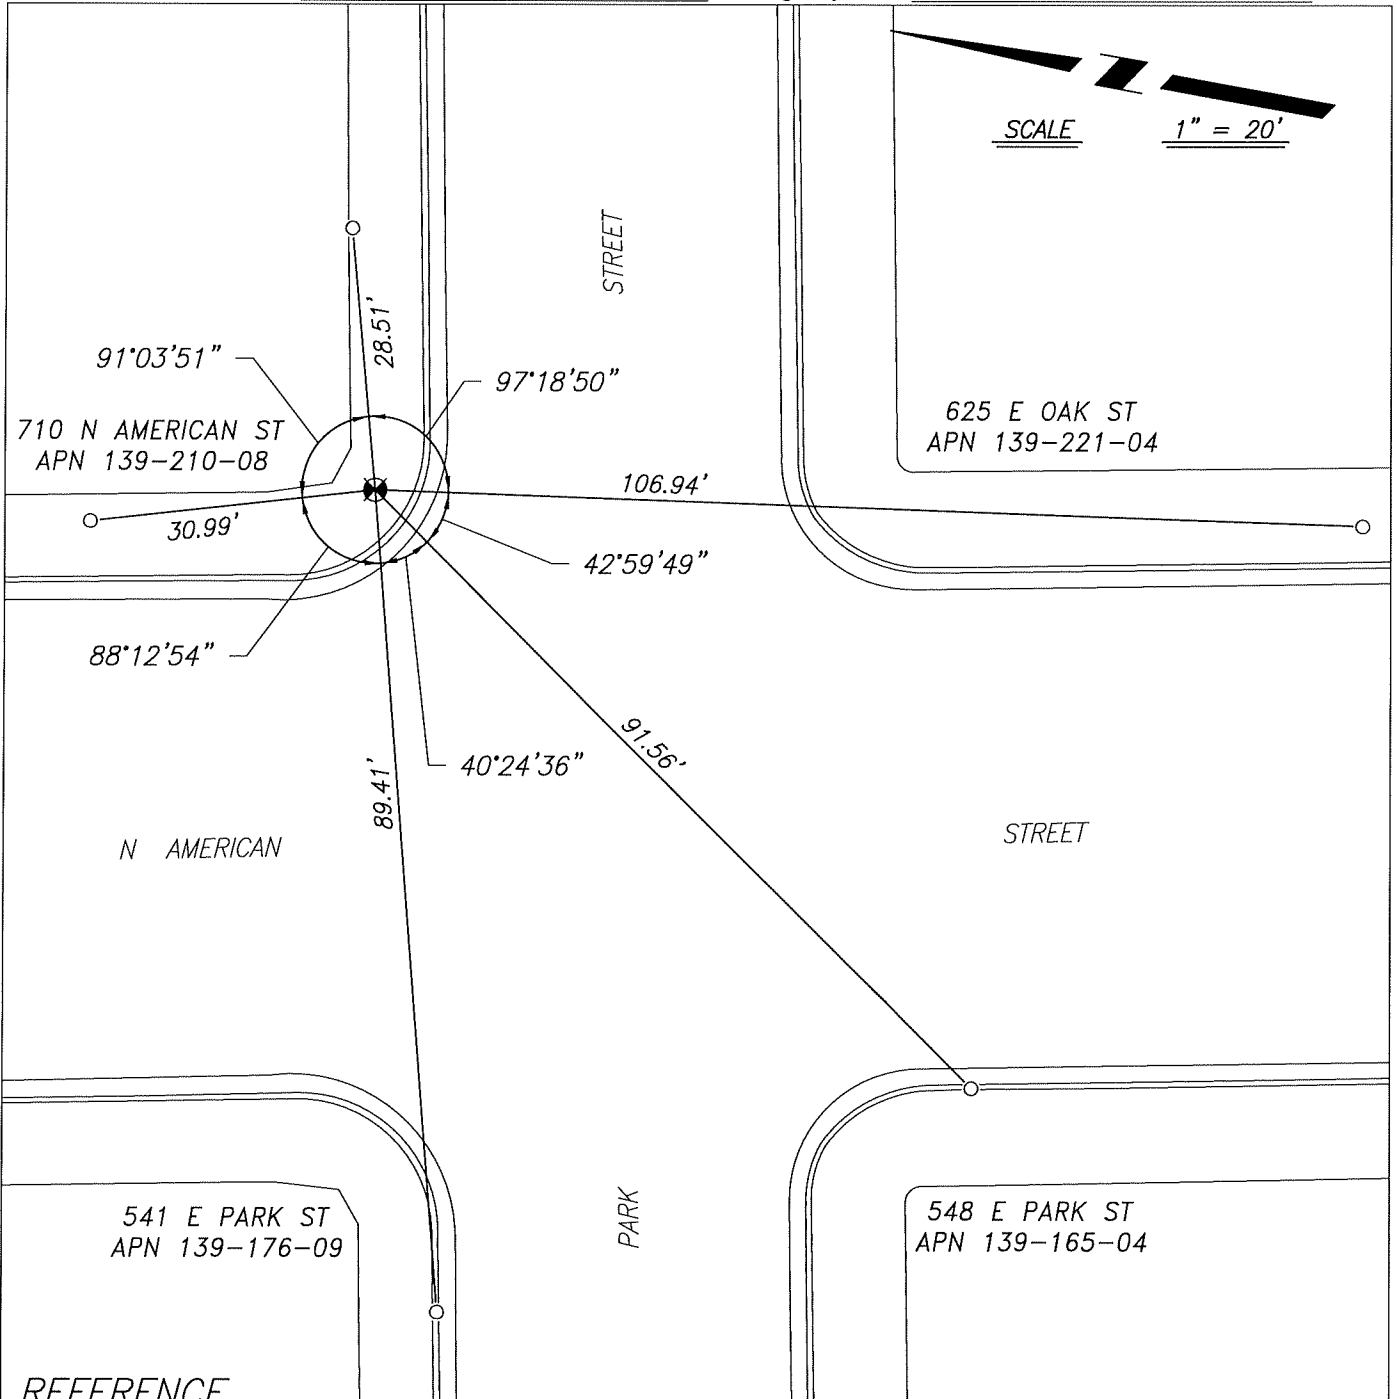 N
SCALE 1" = 20'
STREET
28.51'
91°03'51"
97°18'50"
710 N AMERICAN ST
APN 139-210-08
625 E OAK ST
APN 139-221-04
106.94'
30.99'
42°59'49"
88°12'54"
91.56'
40°24'36"
89.41'
N AMERICAN
STREET
PARK
541 E PARK ST
APN 139-176-09
548 E PARK ST
APN 139-165-04
REFERENCE